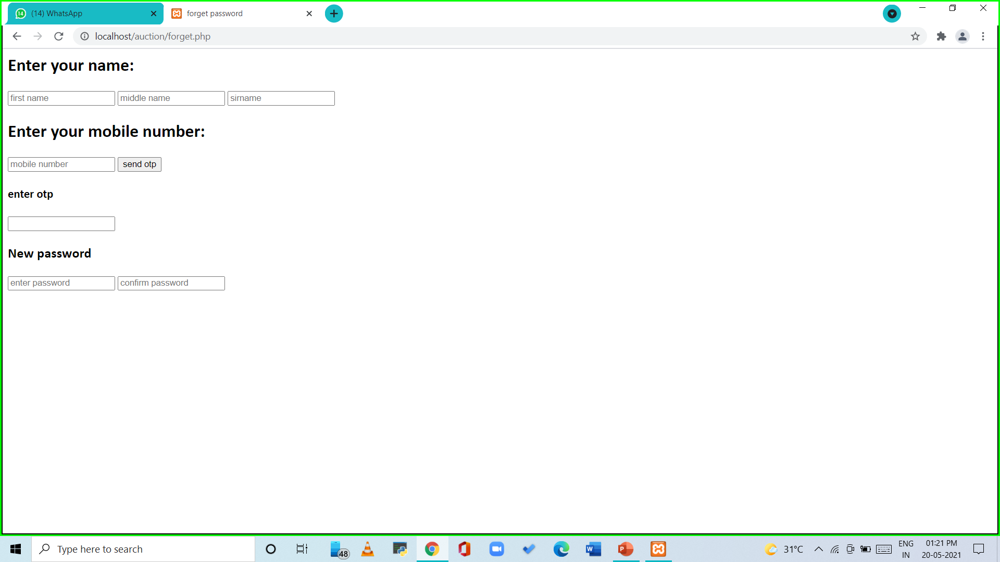 14 (14) WhatsApp
forget password
localhost/auction/forget.php
Enter your name:
first name middle name sirname
Enter your mobile number:
mobile number send otp
enter otp
New password
enter password confirm password
Type here to search
48
W
P
31°C
ENG
IN
01:21 PM
20-05-2021